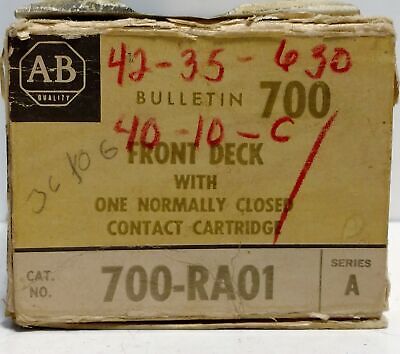 A-B
QUALITY
42-35-630
BULLETIN 700
40-10-C/
FRONT DECK
WITH
ONE NORMALLY CLOSED
CONTACT CARTRIDGE
CAT. NO. 700-RA01 SERIES A